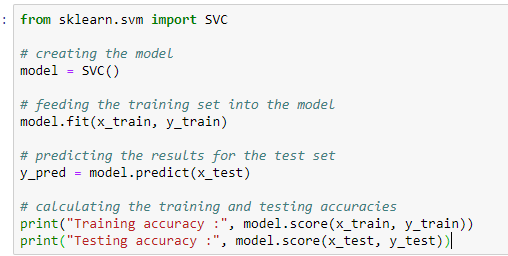 : from sklearn.svm import SVC
# creating the model
model = SVC()
# feeding the training set into the model
model.fit(x_train, y_train)
# predicting the results for the test set
y_pred = model.predict(x_test)
# calculating the training and testing accuracies
print("Training accuracy :", model.score(x_train, y_train))
print("Testing accuracy :", model.score(x_test, y_test))